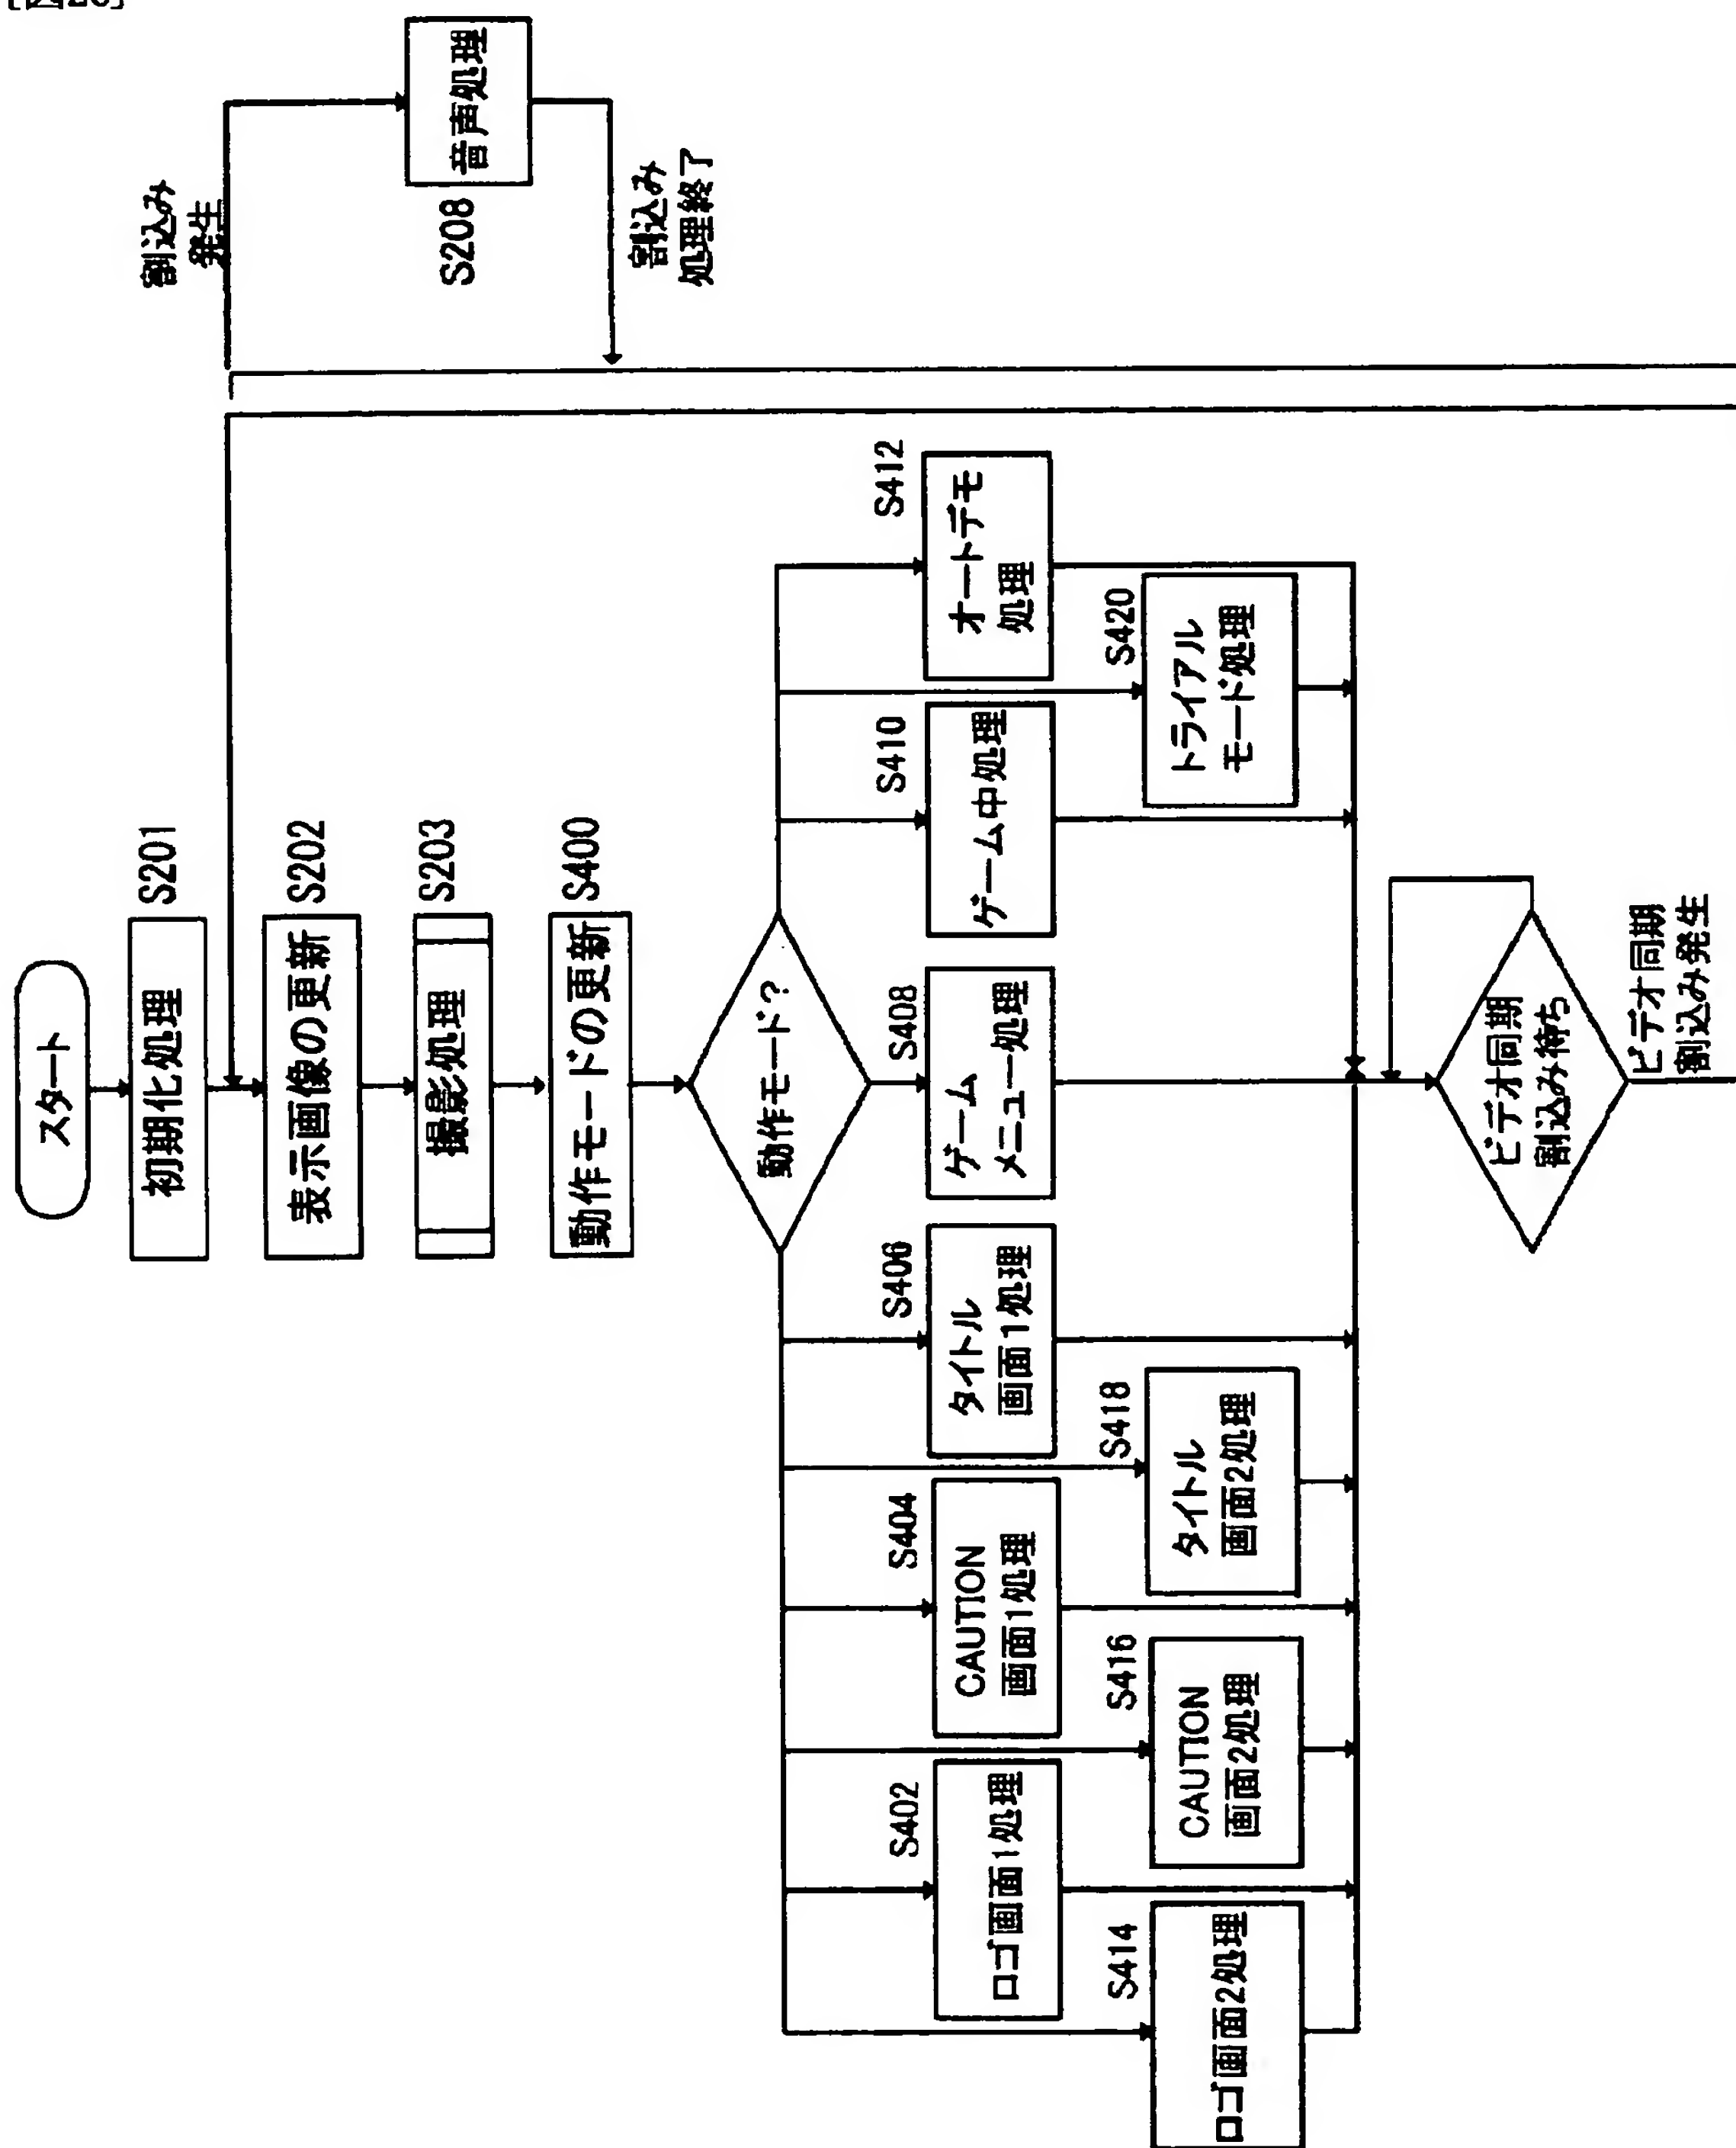 スタート
初期化処理
S201
表示画像の更新
S202
撮影処理
S203
動作モードの更新
S400
動作モード?
ロゴ画面2処理
S414
ロゴ画面1処理
S402
CAUTION
画面2処理
S416
CAUTION
画面1処理
S404
タイトル
画面2処理
S418
タイトル
画面1処理
S406
ゲーム
メニュー処理
S408
ゲーム中処理
S410
トライアル
モード処理
S420
オートデモ
処理
S412
ビデオ同期
割込み待ち
ビデオ同期
割込み発生
割込み
発生
音声処理
S208
割込み
処理終了